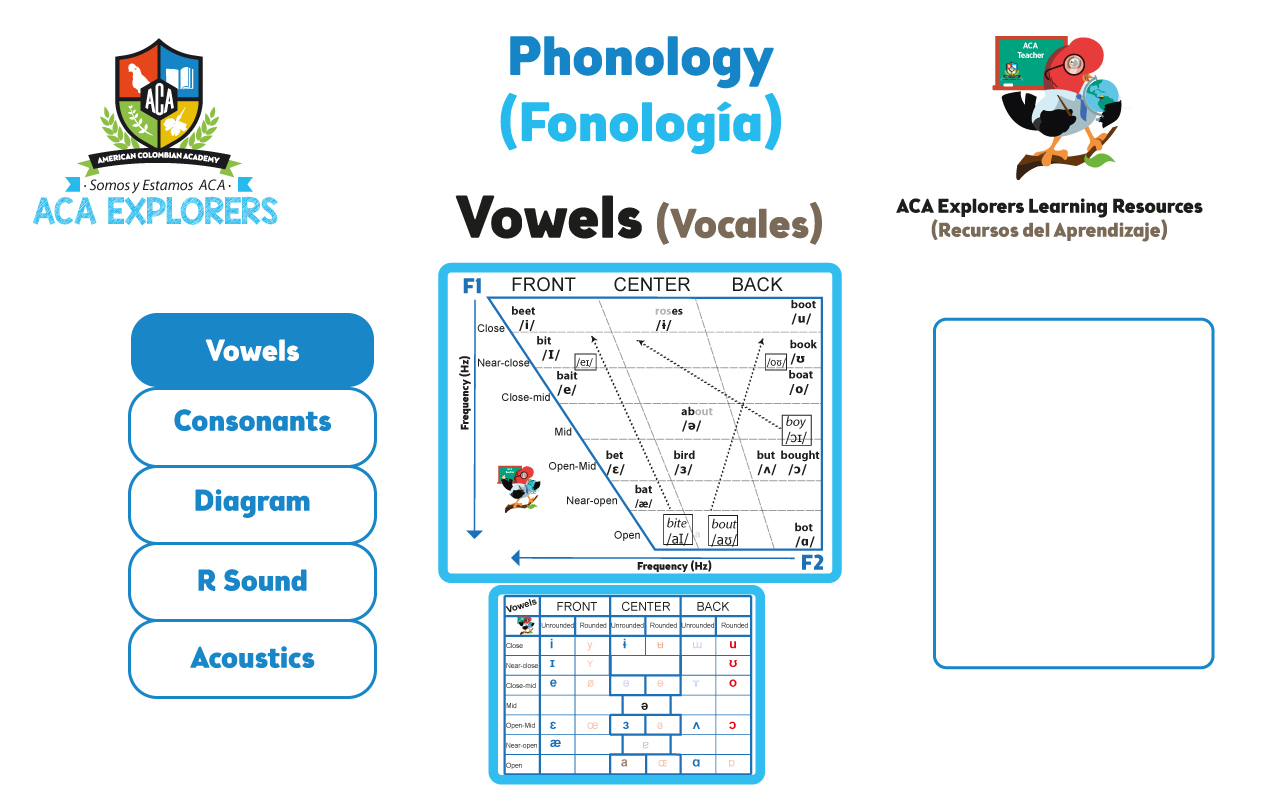 ACA
AMERICAN COLOMBIAN ACADEMY
· Somos y Estamos ACA ·
ACA EXPLORERS
Phonology
(Fonología)
Vowels (Vocales)
ACA
Teacher
ACA Explorers Learning Resources
(Recursos del Aprendizaje)
Vowels
Consonants
Diagram
R Sound
Acoustics
F1 FRONT CENTER BACK
beet roses boot
/i/ /ɨ/ /u/
Close
bit book
/I/ /eɪ/ /oʊ/ /ʊ
Near-close
bait boat
/e/ /o/
Close-mid
about
/ə/
boy
/ɔɪ/
Mid
bet bird but bought
/ɛ/ /ɜ/ /ʌ/ /ɔ/
Open-Mid
bat
/æ/
Near-open
bite bout bot
/aI/ /aʊ/ /ɑ/
Open
Frequency (Hz)
Frequency (Hz) F2
Vowels FRONT CENTER BACK
Unrounded Rounded Unrounded Rounded Unrounded Rounded
Close i y ɨ ʉ ɯ u
Near-close ɪ ʏ ʊ
Close-mid e ø ɘ ɵ ɤ o
Mid ə
Open-Mid ɛ œ ɜ ɞ ʌ ɔ
Near-open æ ɐ
Open a ɶ ɑ ɒ